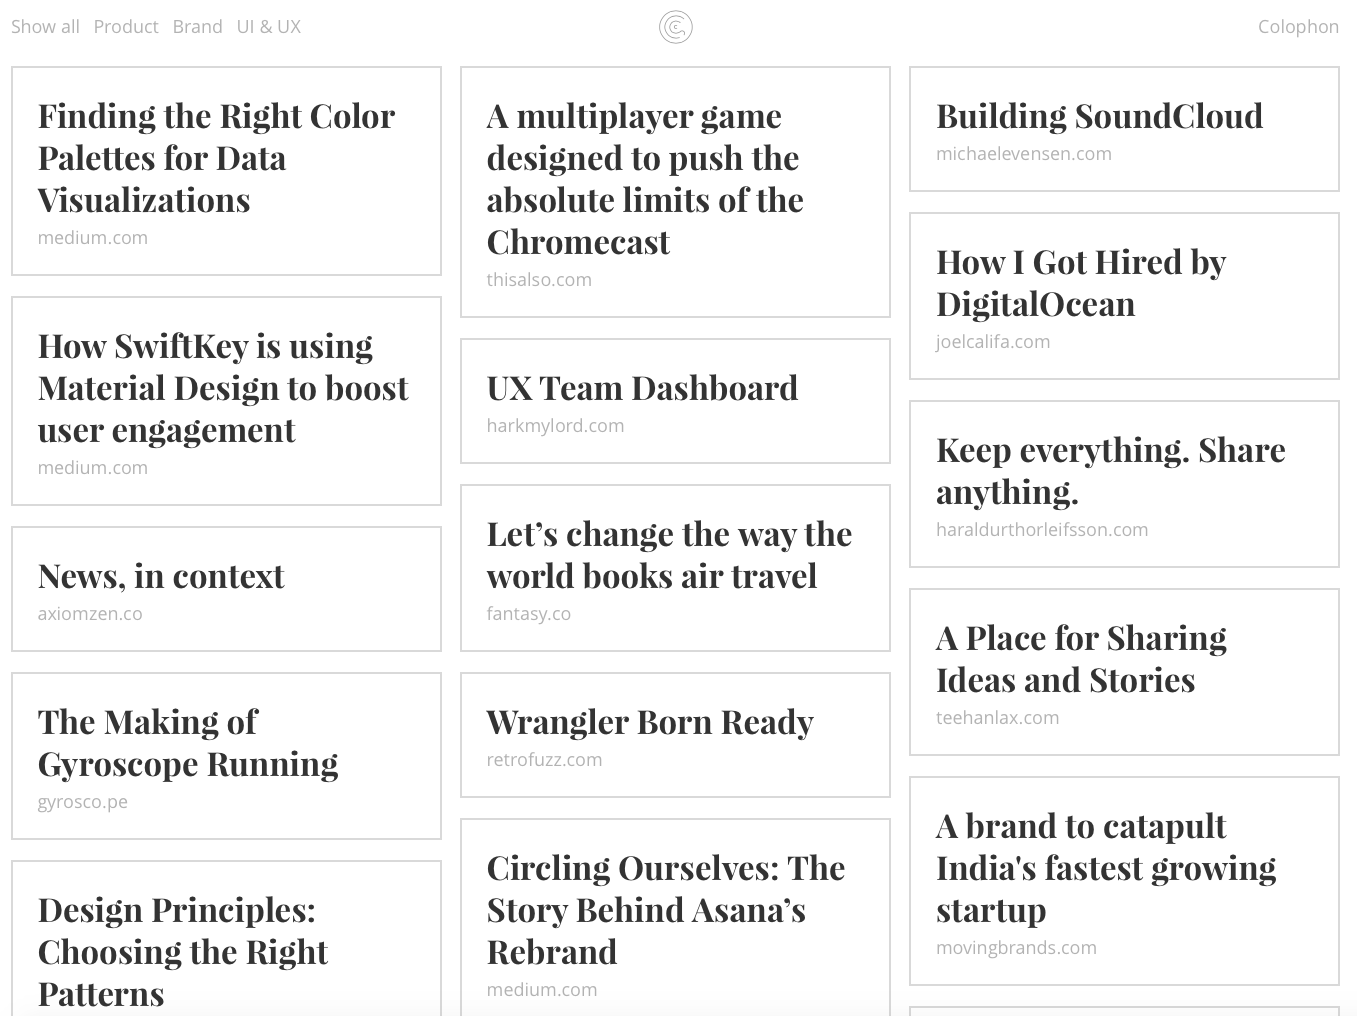 Show all Product Brand UI & UX
Colophon
Finding the Right Color
Palettes for Data
Visualizations
medium.com
How SwiftKey is using
Material Design to boost
user engagement
medium.com
News, in context
axiomzen.co
The Making of
Gyroscope Running
gyrosco.pe
Design Principles:
Choosing the Right
Patterns
A multiplayer game
designed to push the
absolute limits of the
Chromecast
thisalso.com
UX Team Dashboard
harkmylord.com
Let’s change the way the
world books air travel
fantasy.co
Wrangler Born Ready
retrofuzz.com
Circling Ourselves: The
Story Behind Asana’s
Rebrand
medium.com
Building SoundCloud
michaelevensen.com
How I Got Hired by
DigitalOcean
joelcalifa.com
Keep everything. Share
anything.
haraldurthorleifsson.com
A Place for Sharing
Ideas and Stories
teehanlax.com
A brand to catapult
India's fastest growing
startup
movingbrands.com